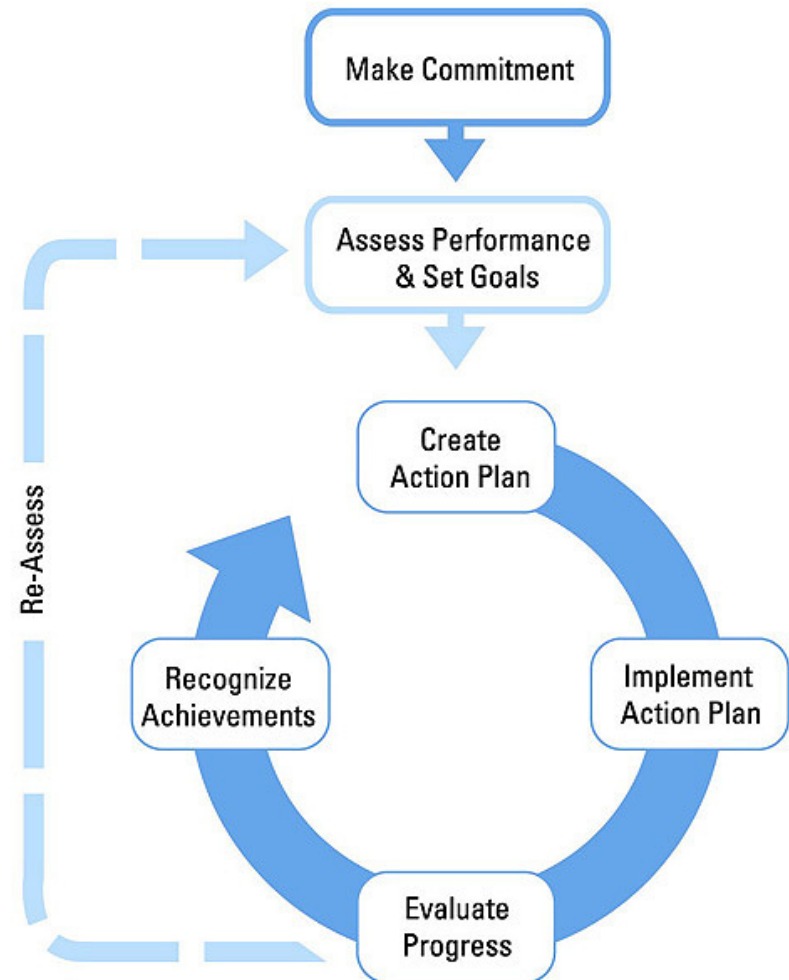 Make Commitment
Assess Performance
& Set Goals
Create
Action Plan
Implement
Action Plan
Evaluate
Progress
Recognize
Achievements
Re-Assess